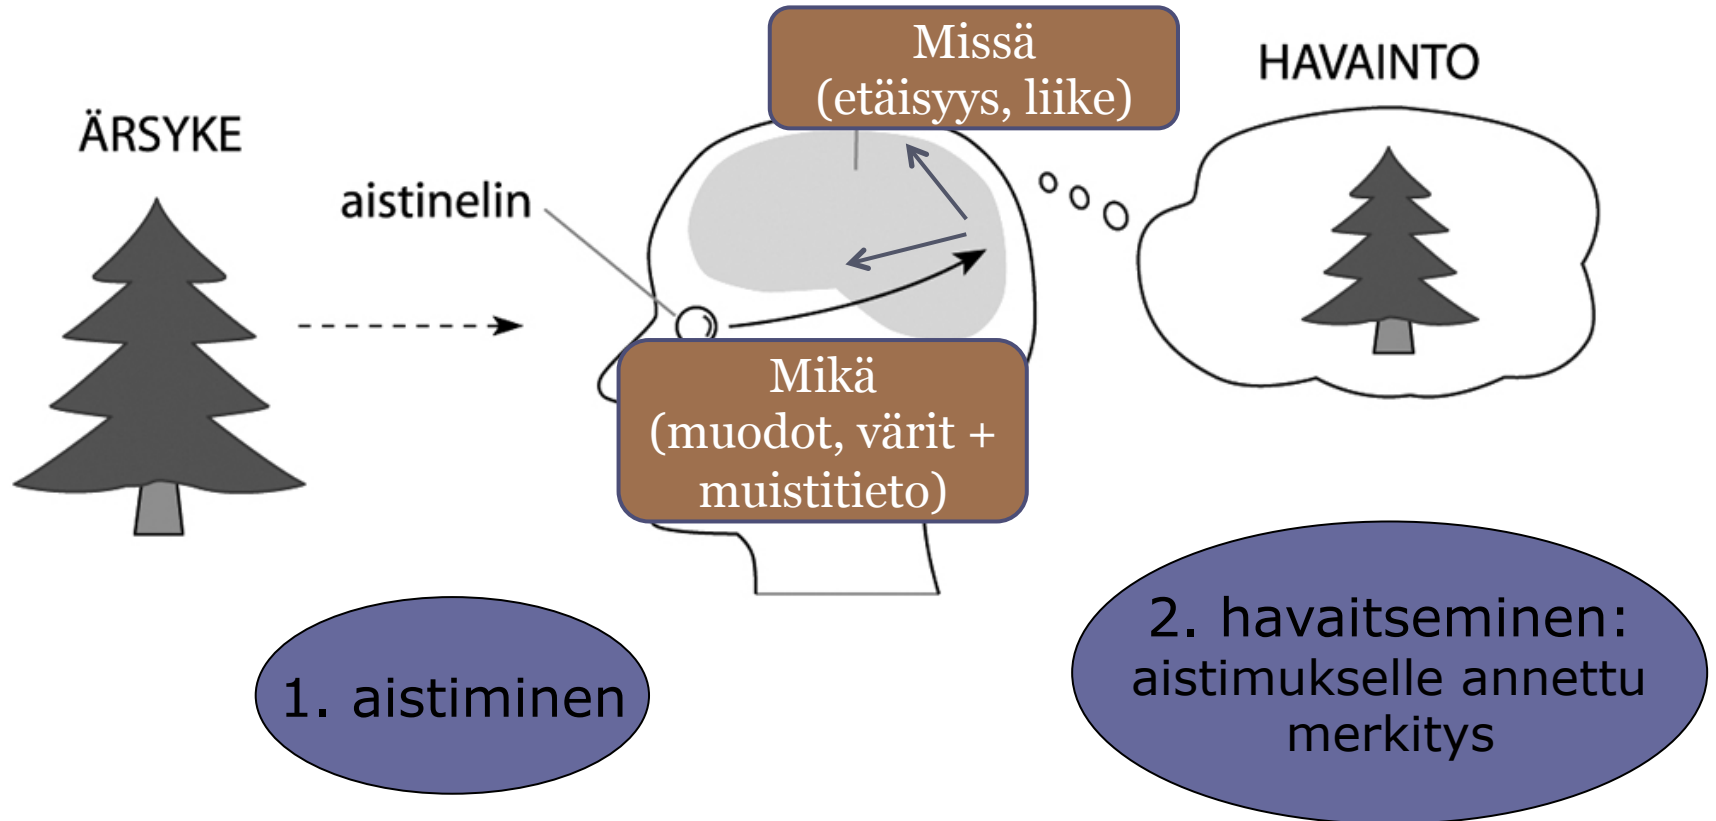 ÄRSYKE
aistinelin
Missä
(etäisyys, liike)
HAVAINTO
Mikä
(muodot, värit +
muistitieto)
1. aistiminen
2. havaitseminen:
aistimukselle annettu
merkitys